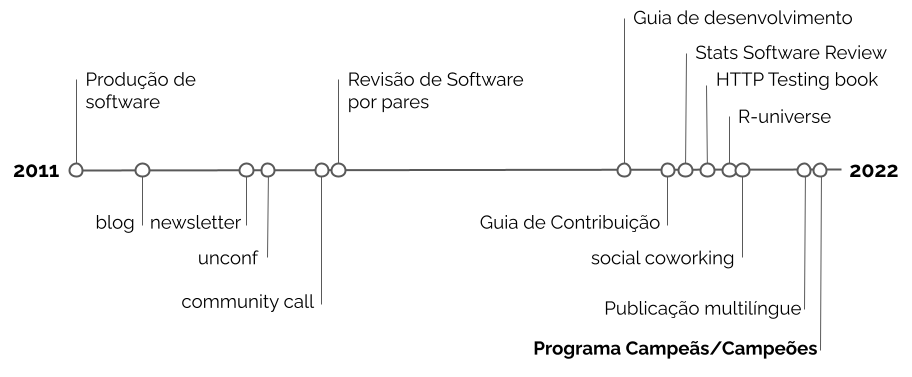 Guia de desenvolvimento
Stats Software Review
Produção de
software
Revisão de Software
por pares
HTTP Testing book
R-universe
2011
2022
blog
newsletter
Guia de Contribuição
unconf
social coworking
community call
Publicação multilíngue
Programa Campeãs/Campeões